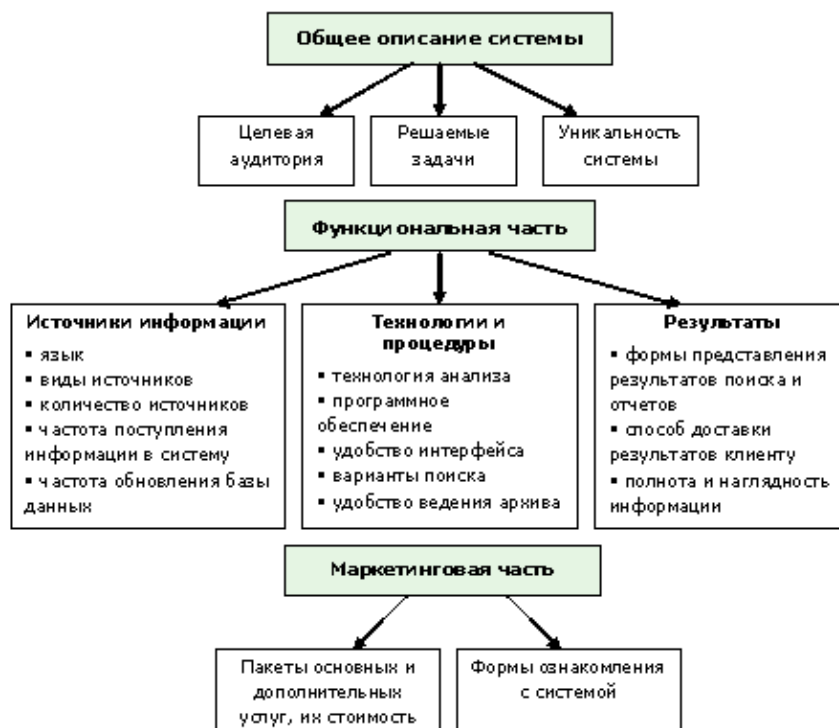 Общее описание системы
Целевая
аудитория
Решаемые
задачи
Уникальность
системы
Функциональная часть
Источники информации
▪ язык
▪ виды источников
▪ количество источников
▪ частота поступления
информации в систему
▪ частота обновления базы
данных
Технологии и
процедуры
▪ технология анализа
▪ программное
обеспечение
▪ удобство интерфейса
▪ варианты поиска
▪ удобство ведения архива
Результаты
▪ формы представления
результатов поиска и
отчетов
▪ способ доставки
результатов клиенту
▪ полнота и наглядность
информации
Маркетинговая часть
Пакеты основных и
дополнительных
услуг, их стоимость
Формы ознакомления
с системой